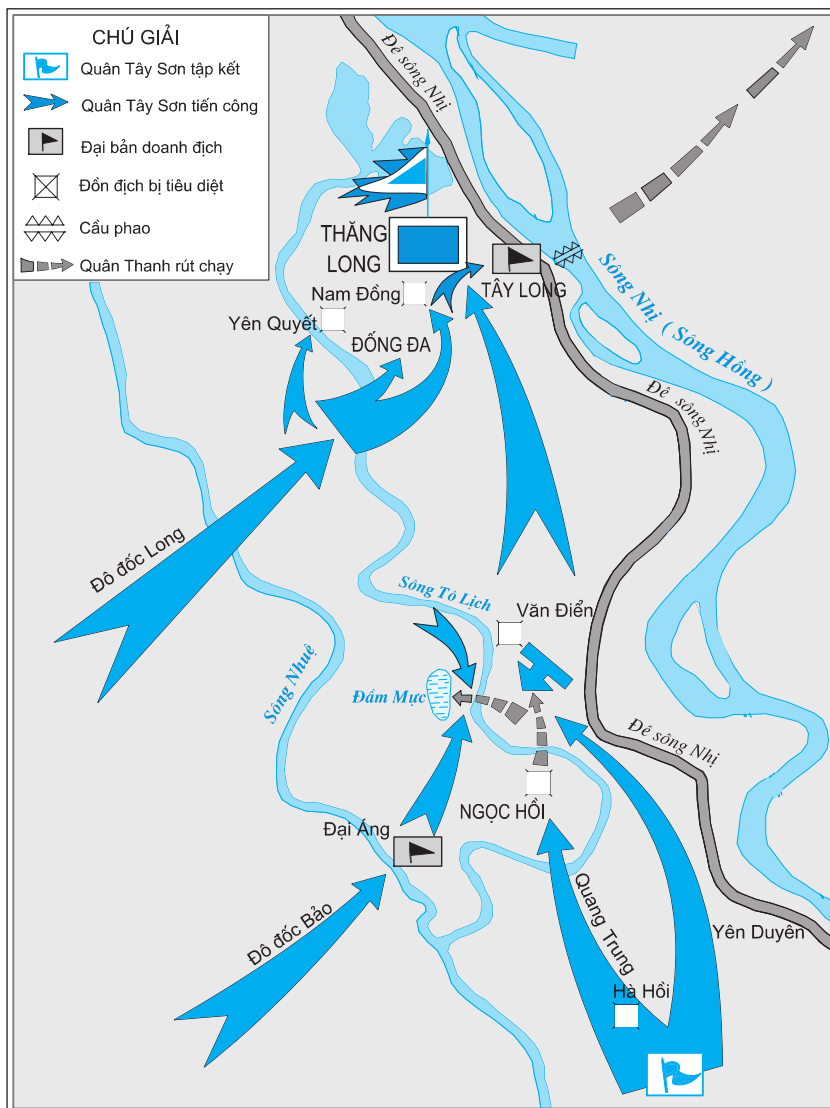 CHÚ GIẢI
Quân Tây Sơn tập kết
Quân Tây Sơn tiến công
Đại bản doanh địch
Đồn địch bị tiêu diệt
Cầu phao
Quân Thanh rút chạy
Đê sông Nhị
THĂNG
LONG
TÂY LONG
Nam Đồng
Yên Quyết
ĐỐNG ĐA
Sông Nhị ( Sông Hồng )
Đê sông Nhị
Đô đốc Long
Sông Tô Lịch
Văn Điển
Sông Nhuệ
Đầm Mực
Đê sông Nhị
NGỌC HỒI
Đại Áng
Đô đốc Bảo
Quang Trung
Yên Duyên
Hà Hồi